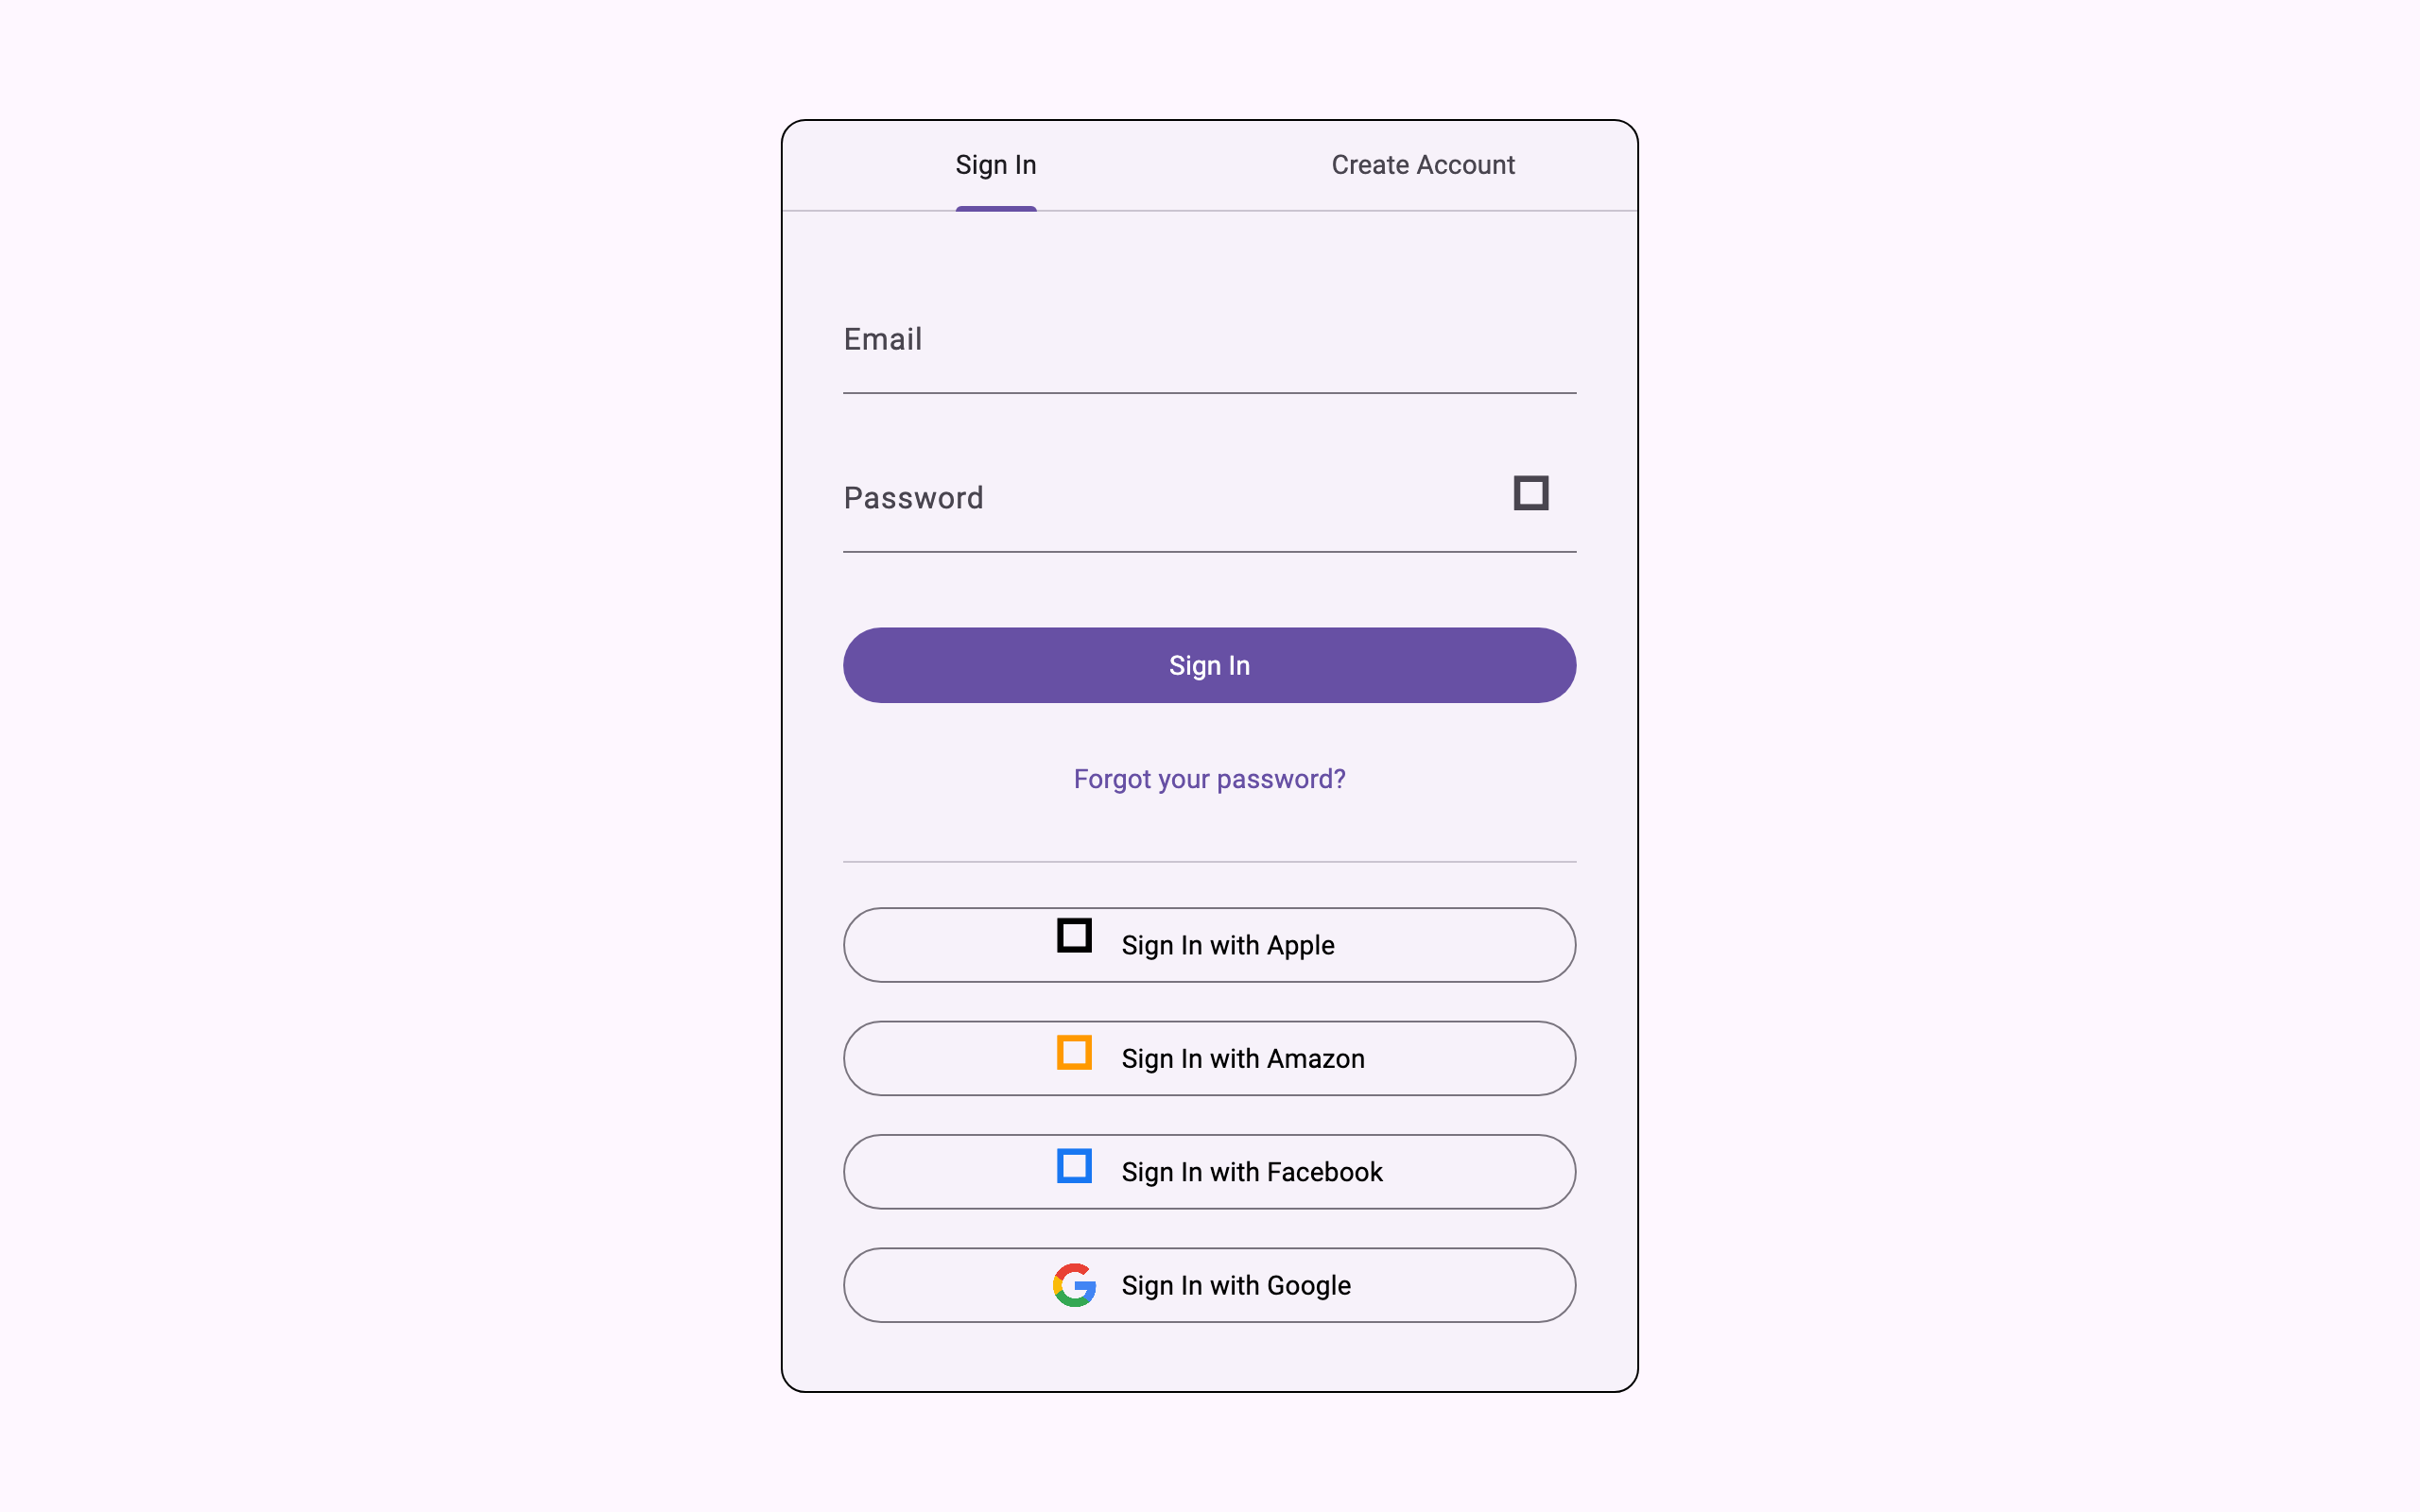 Sign In
Create Account
Email
Password
Sign In
Forgot your password?
Sign In with Apple
Sign In with Amazon
Sign In with Facebook
Sign In with Google